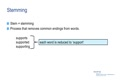 Stemming
Stem = stemming
Process that removes common endings from words
supports
supported
supporting
each word is reduced to "support"